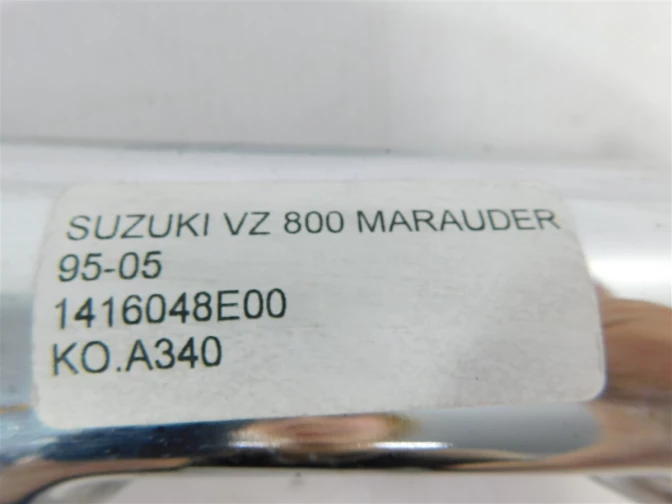 SUZUKI VZ 800 MARAUDER
95-05
1416048E00
KO.A340